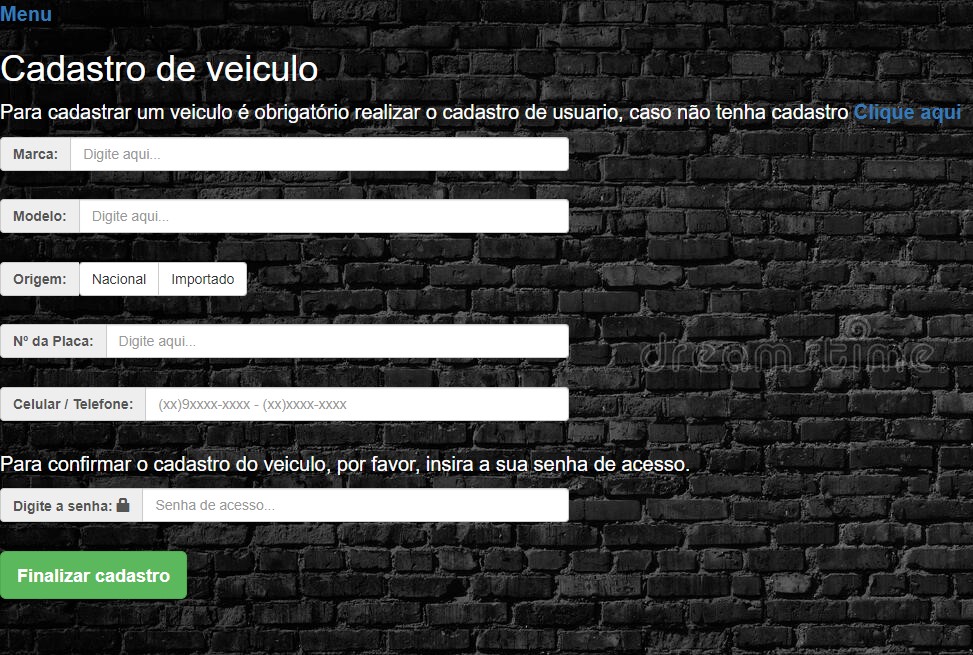 Menu
Cadastro de veiculo
Para cadastrar um veiculo é obrigatório realizar o cadastro de usuario, caso não tenha cadastro Clique aqui
Marca: Digite aqui...
Modelo: Digite aqui...
Origem: Nacional Importado
Nº da Placa: Digite aqui...
dreamstime
Celular / Telefone: (xx)9xxxx-xxxx - (xx)xxxx-xxxx
Para confirmar o cadastro do veiculo, por favor, insira a sua senha de acesso.
Digite a senha: Senha de acesso...
Finalizar cadastro